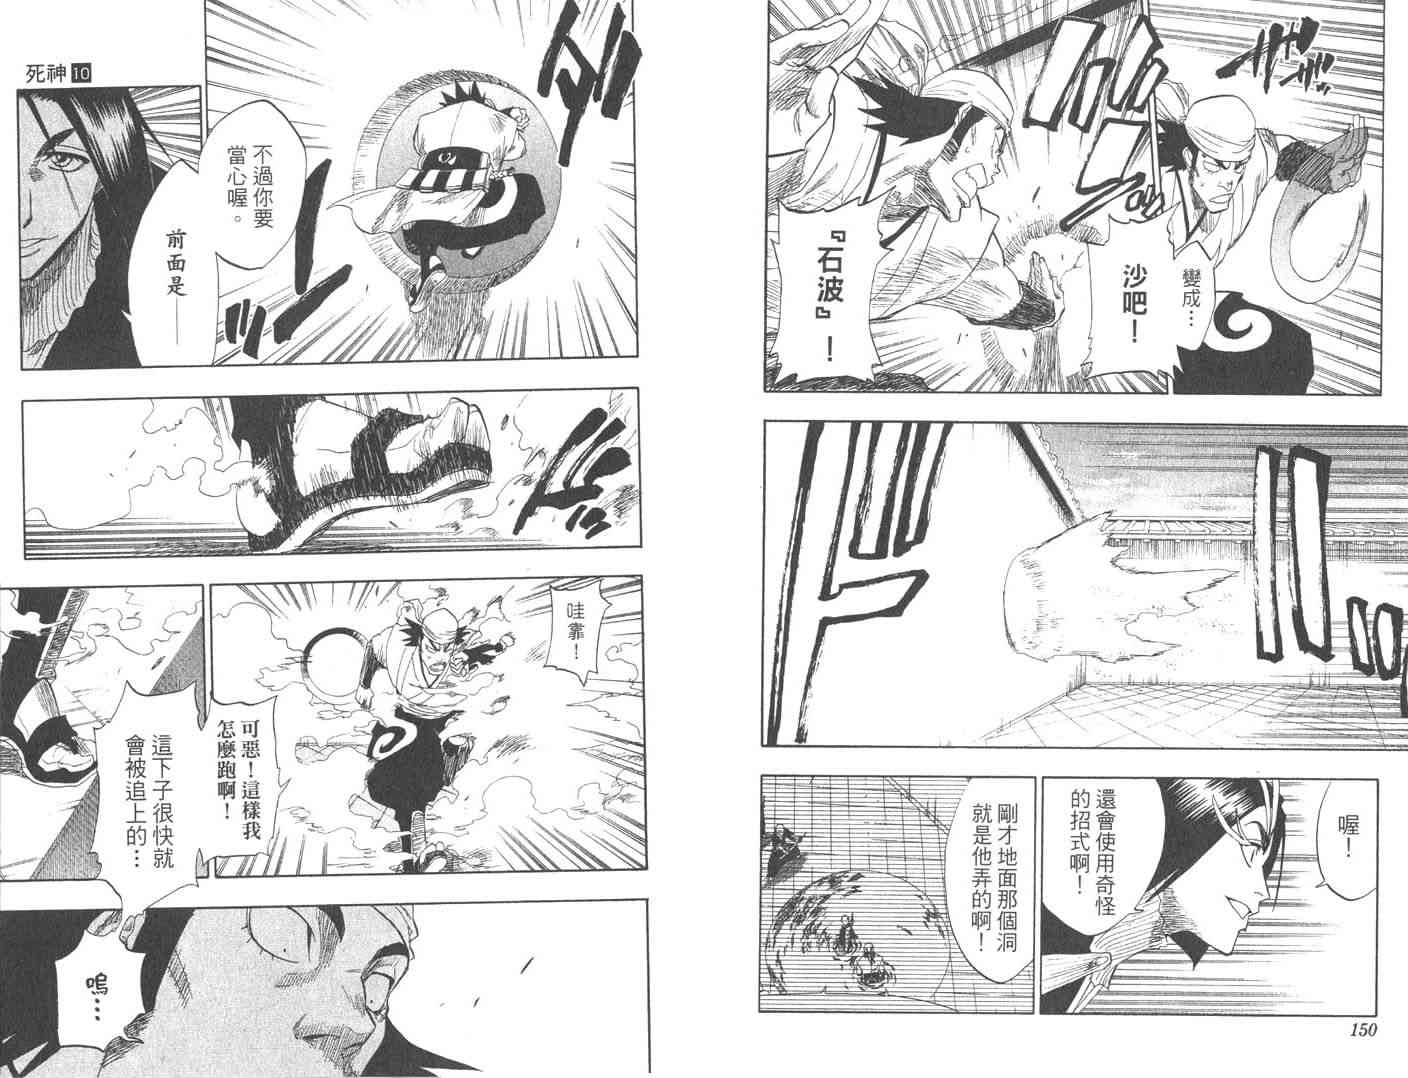 變成…
沙吧！
『石波』！
喔！
還會使用奇怪
的招式啊！
剛才地面那個洞
就是他弄的啊！
150
死神10
不過你要
當心喔。
前面是——
哇靠！
可惡！這樣我
怎麼跑啊！
這下子很快就
會被追上的…
嗚……